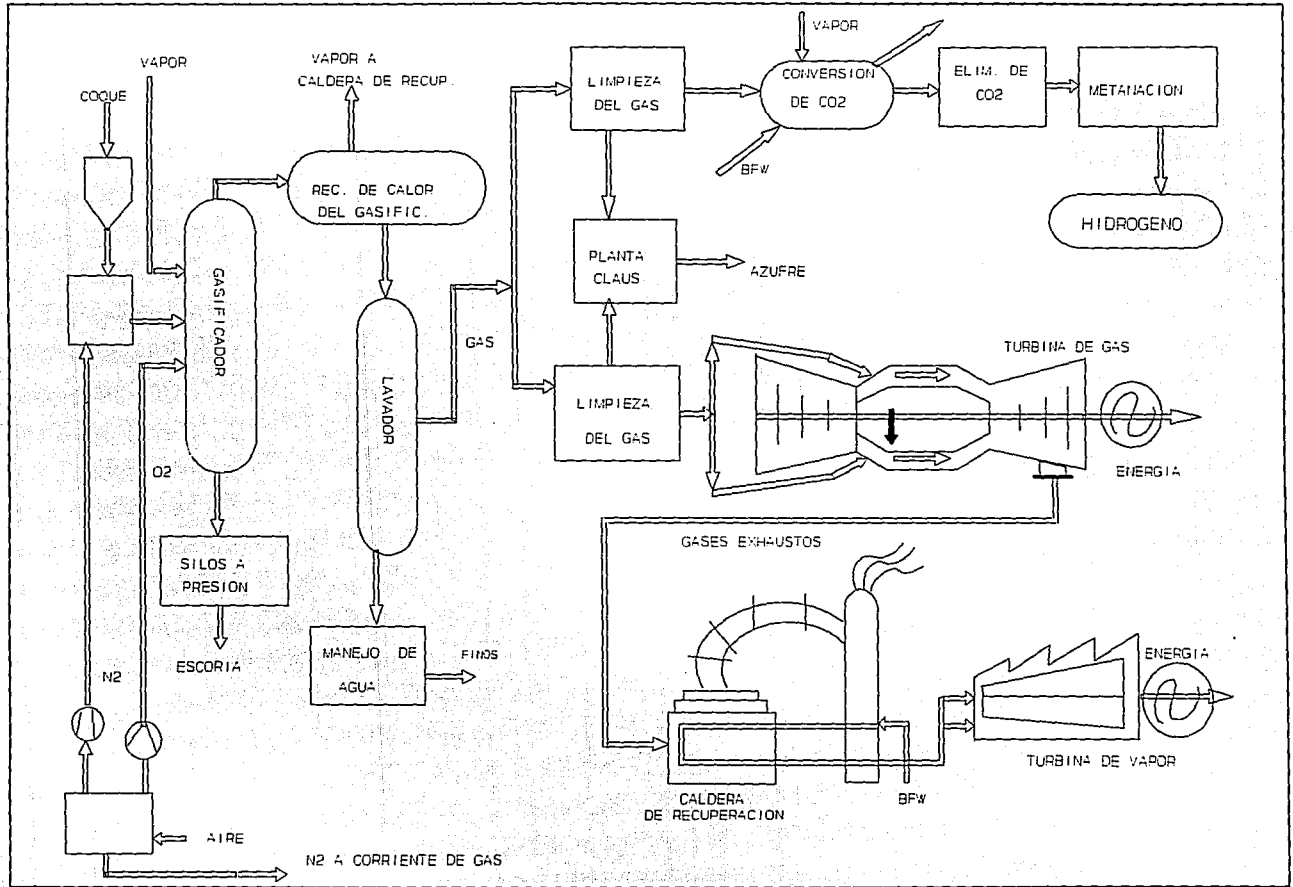 VAPOR
COQUE
VAPOR A
CALDERA DE RECUP.
REC. DE CALOR
DEL GASIFIC.
GASIFICADOR
LAVADOR
GAS
O2
N2
SILOS A
PRESION
ESCORIA
MANEJO DE
AGUA
FINOS
AIRE
N2 A CORRIENTE DE GAS
LIMPIEZA
DEL GAS
VAPOR
CONVERSION
DE CO2
BFW
ELIM. DE
CO2
METANACION
HIDROGENO
PLANTA
CLAUS
AZUFRE
LIMPIEZA
DEL GAS
TURBINA DE GAS
ENERGIA
GASES EXHAUSTOS
CALDERA
DE RECUPERACION
BFW
ENERGIA
TURBINA DE VAPOR